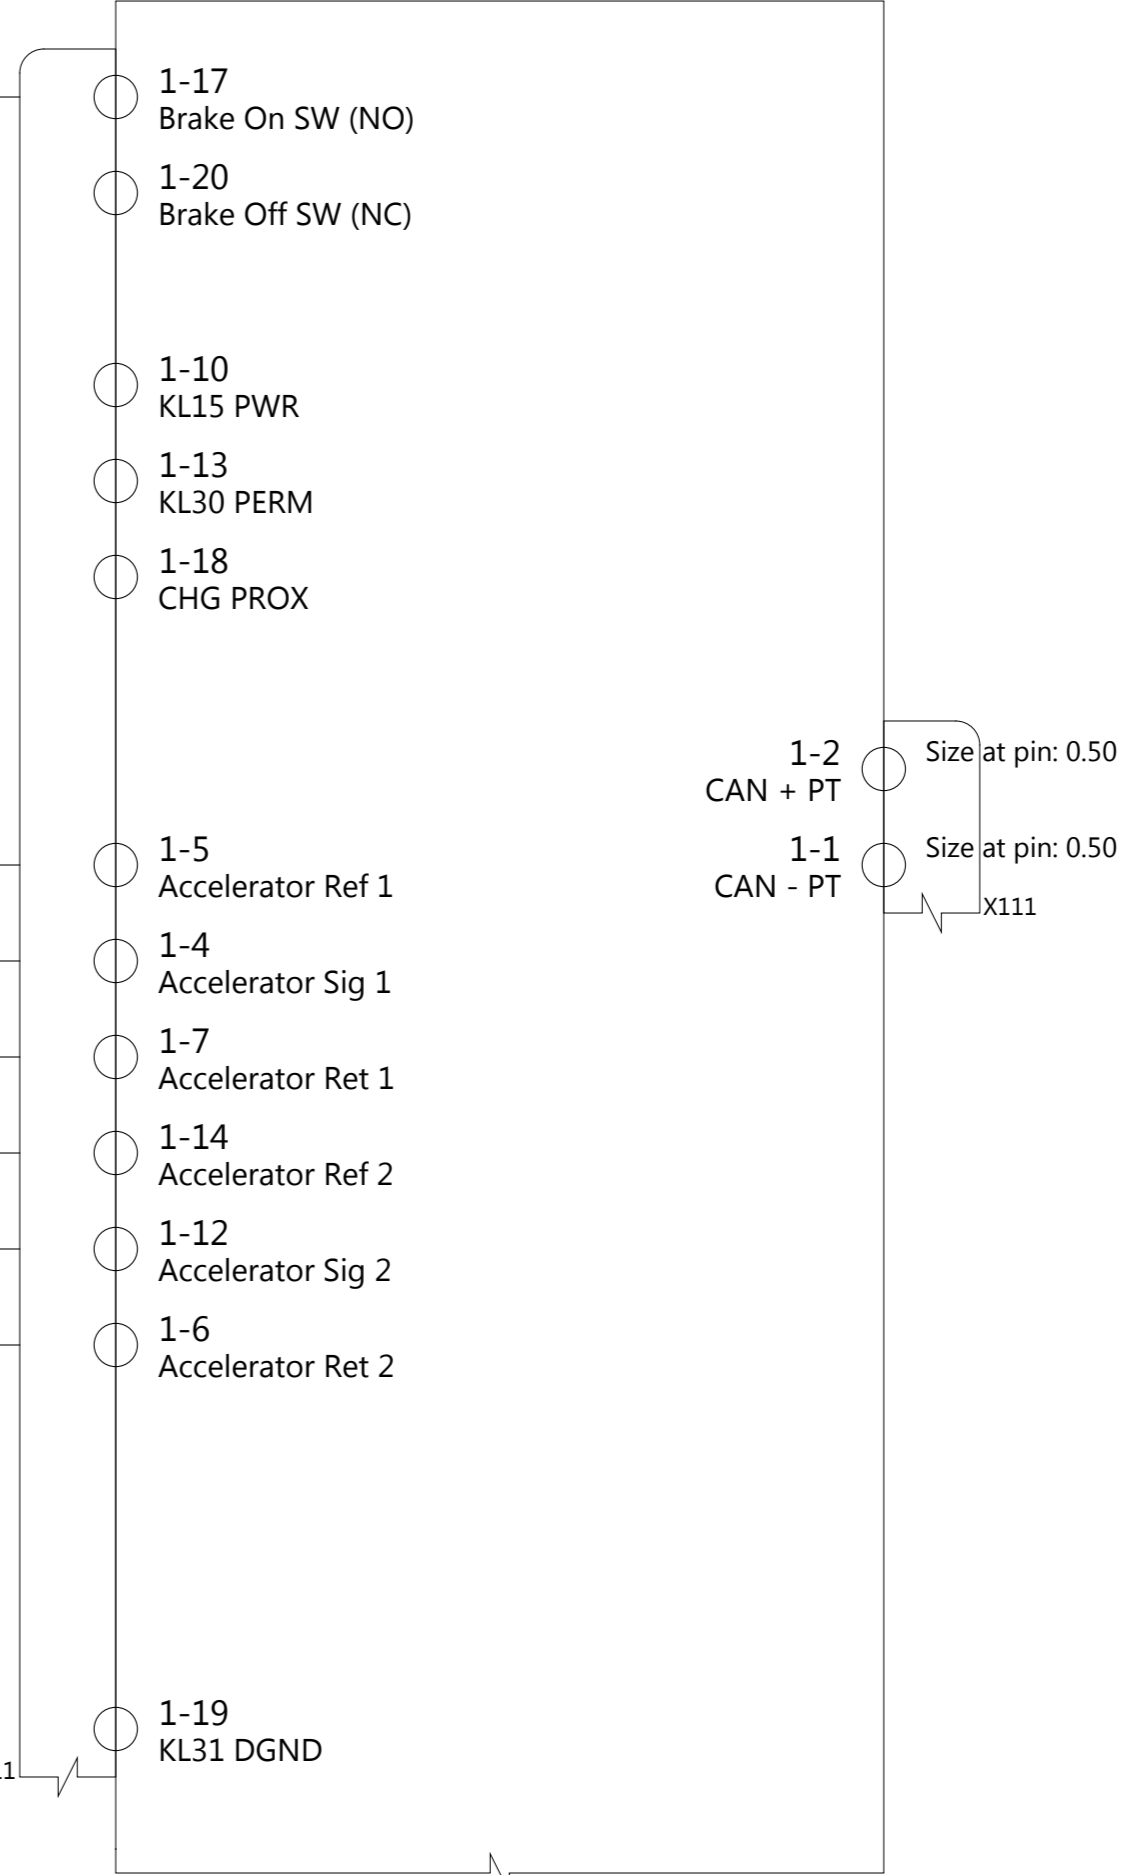 1-17
Brake On SW (NO)
1-20
Brake Off SW (NC)
1-10
KL15 PWR
1-13
KL30 PERM
1-18
CHG PROX
1-2
CAN + PT
Size at pin: 0.50
1-1
CAN - PT
Size at pin: 0.50
X111
1-5
Accelerator Ref 1
1-4
Accelerator Sig 1
1-7
Accelerator Ret 1
1-14
Accelerator Ref 2
1-12
Accelerator Sig 2
1-6
Accelerator Ret 2
1-19
KL31 DGND